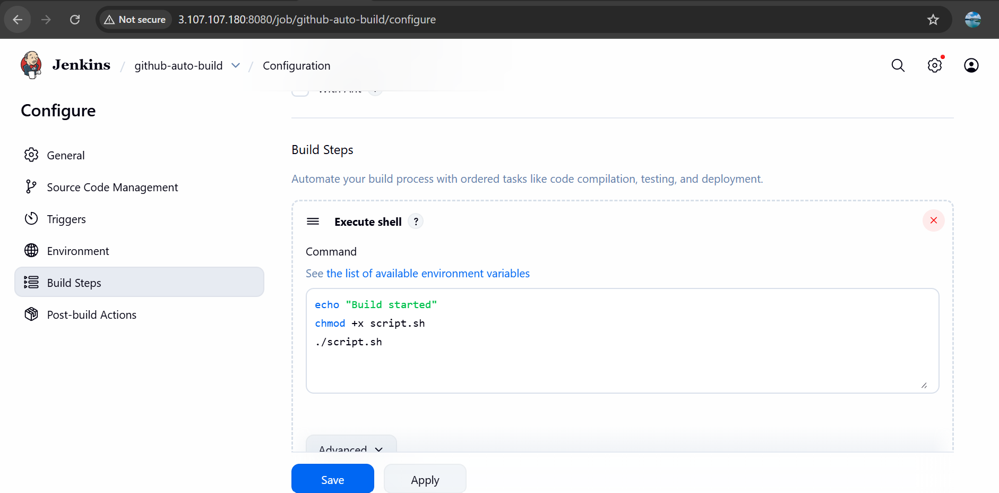 Not secure 3.107.107.180:8080/job/github-auto-build/configure
Jenkins / github-auto-build / Configuration
With Ant ?
Configure
General
Source Code Management
Triggers
Environment
Build Steps
Post-build Actions
Build Steps
Automate your build process with ordered tasks like code compilation, testing, and deployment.
Execute shell ?
Command
See the list of available environment variables
echo "Build started"
chmod +x script.sh
./script.sh
Advanced
Save Apply